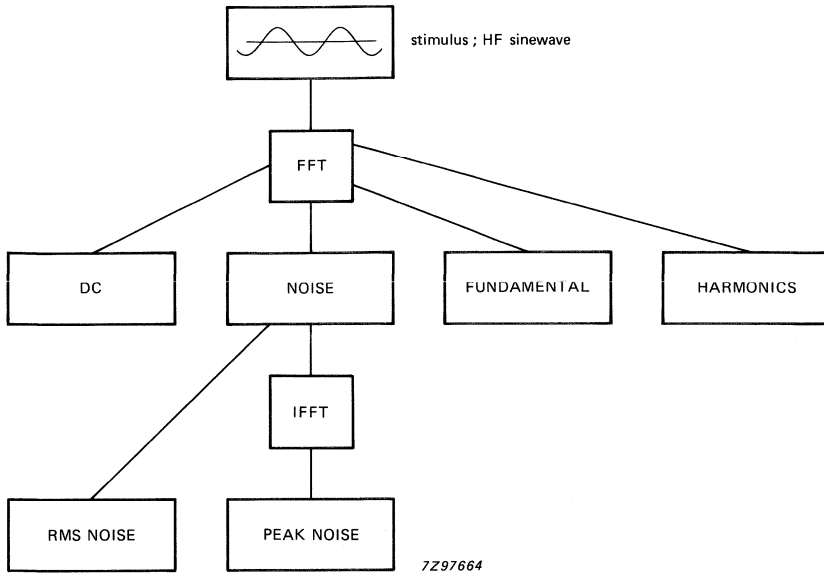 stimulus ; HF sinewave
FFT
DC
NOISE
FUNDAMENTAL
HARMONICS
IFFT
RMS NOISE
PEAK NOISE
7Z97664